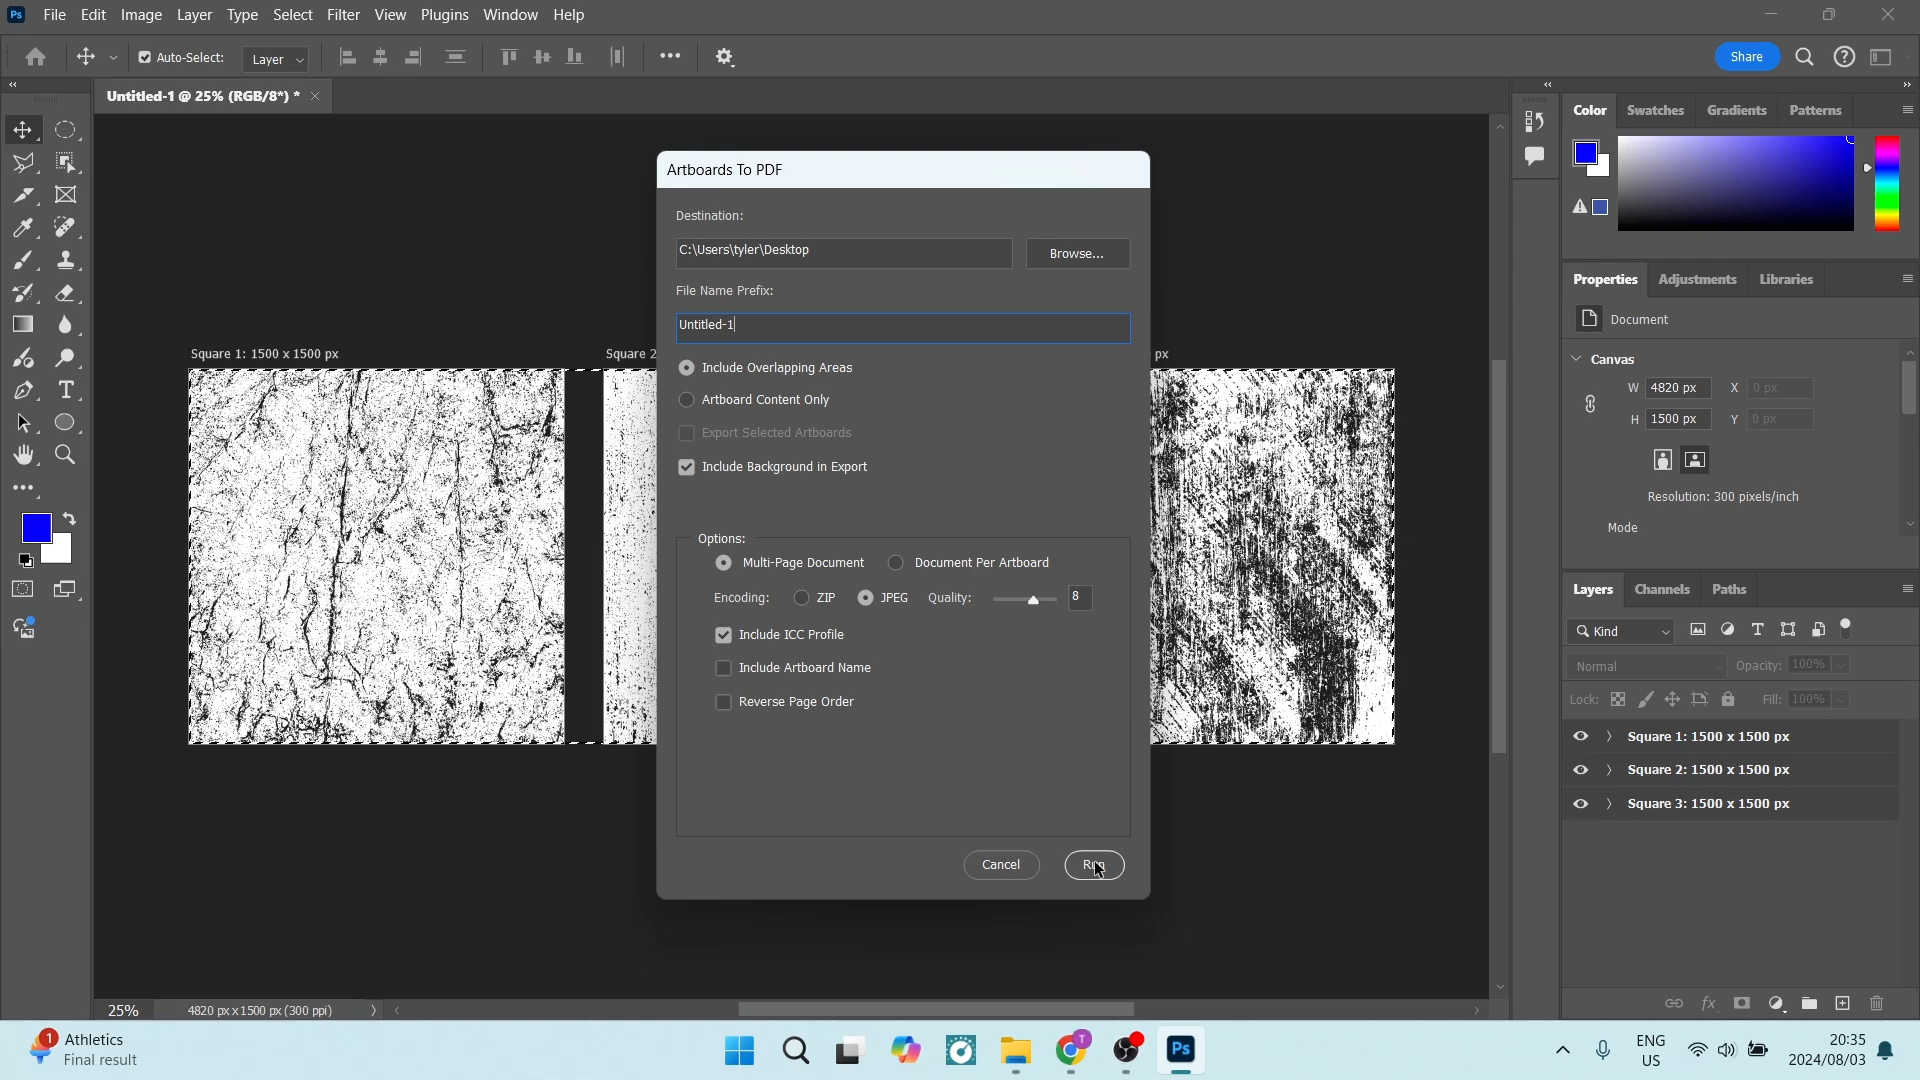 Ps File Edit Image Layer Type Select Filter View Plugins Window Help
Auto-Select: Layer
Share
Untitled-1 @ 25% (RGB/8*) *
Color Swatches Gradients Patterns
Artboards To PDF
Destination:
C:\Users\tyler\Desktop
Browse...
File Name Prefix:
Untitled-1
Include Overlapping Areas
Artboard Content Only
Export Selected Artboards
Include Background in Export
Options:
Multi-Page Document Document Per Artboard
Encoding: ZIP JPEG Quality: 8
Include ICC Profile
Include Artboard Name
Reverse Page Order
Cancel Run
Square 1: 1500 x 1500 px
Square 2
px
Properties Adjustments Libraries
Document
Canvas
W 4820 px X 0 px
H 1500 px Y 0 px
Resolution: 300 pixels/inch
Mode
Layers Channels Paths
Kind
Normal Opacity: 100%
Lock: Fill: 100%
Square 1: 1500 x 1500 px
Square 2: 1500 x 1500 px
Square 3: 1500 x 1500 px
25% 4820 px x 1500 px (300 ppi)
1
Athletics
Final result
T
Ps
ENG
US
20:35
2024/08/03